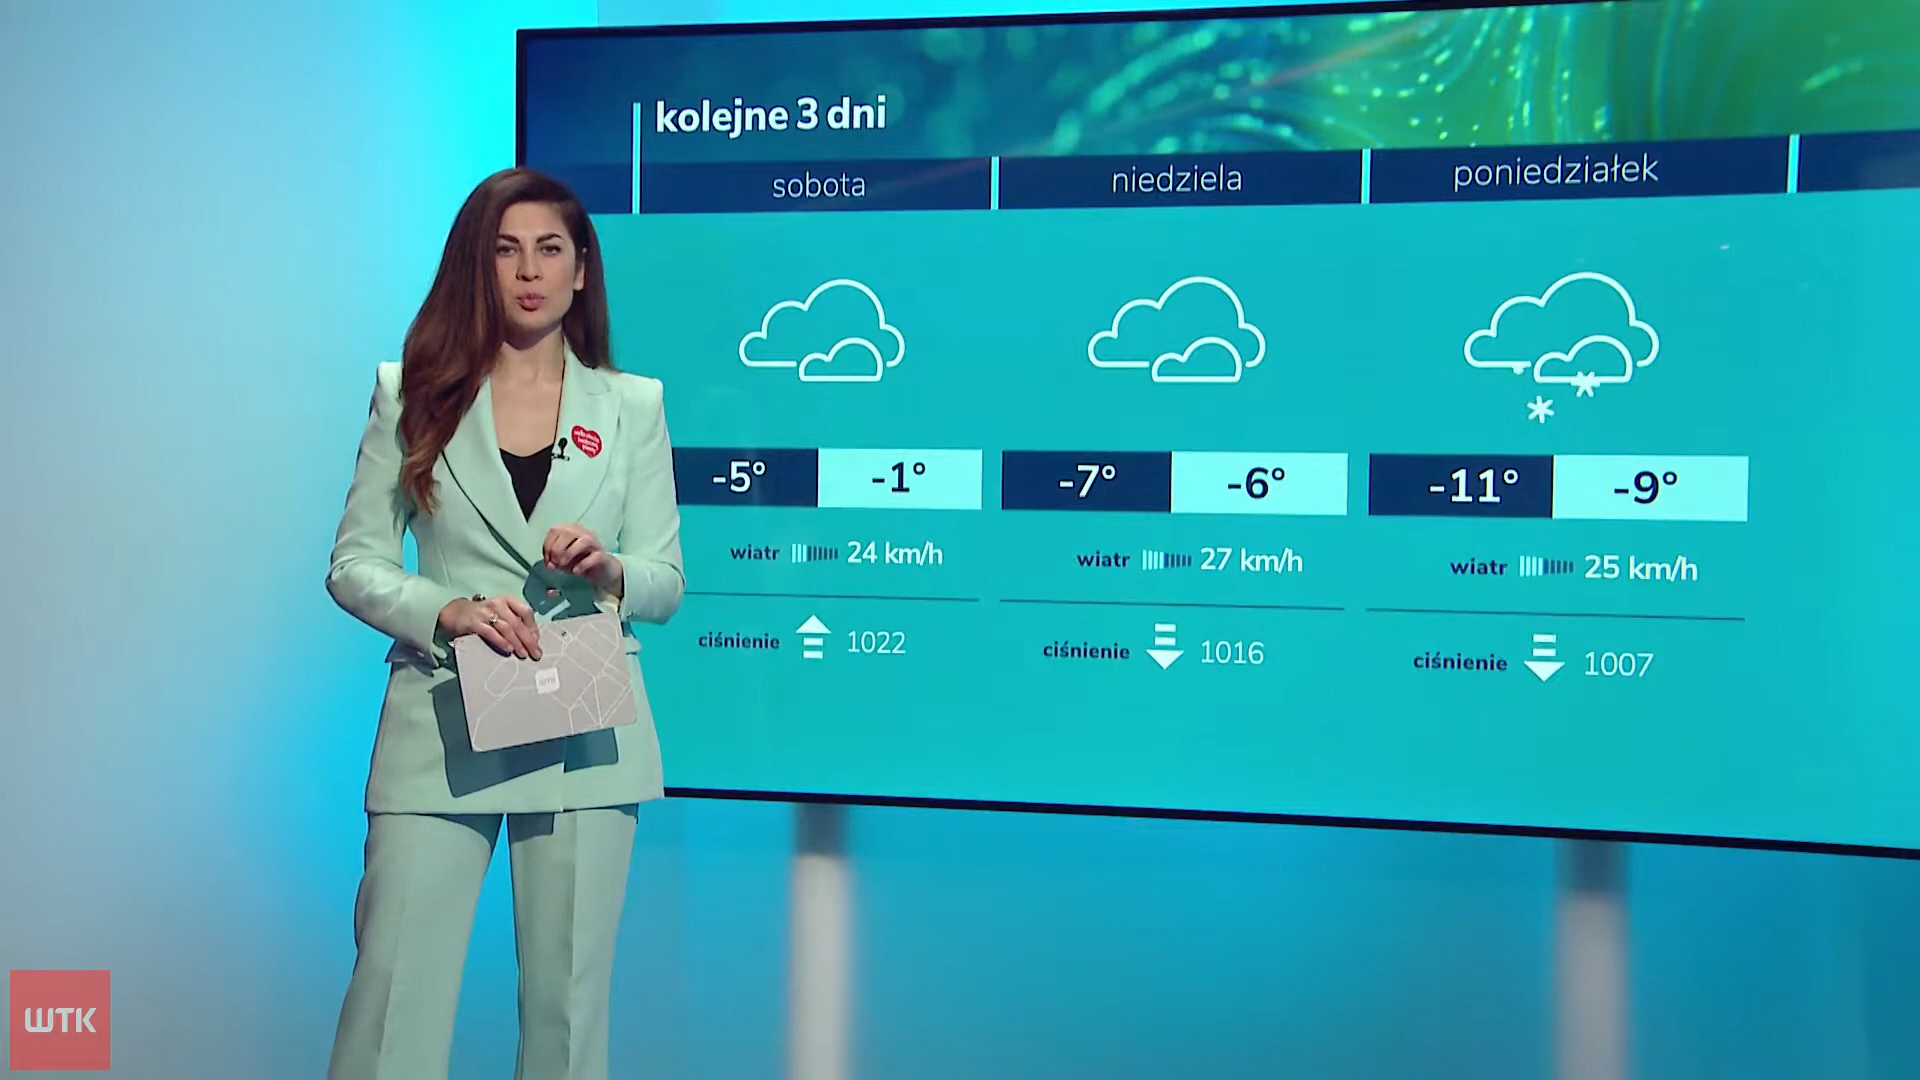 kolejne 3 dni
sobota niedziela poniedziałek
-5° -1° -7° -6° -11° -9°
wiatr 24 km/h wiatr 27 km/h wiatr 25 km/h
ciśnienie 1022 ciśnienie 1016 ciśnienie 1007
WTK